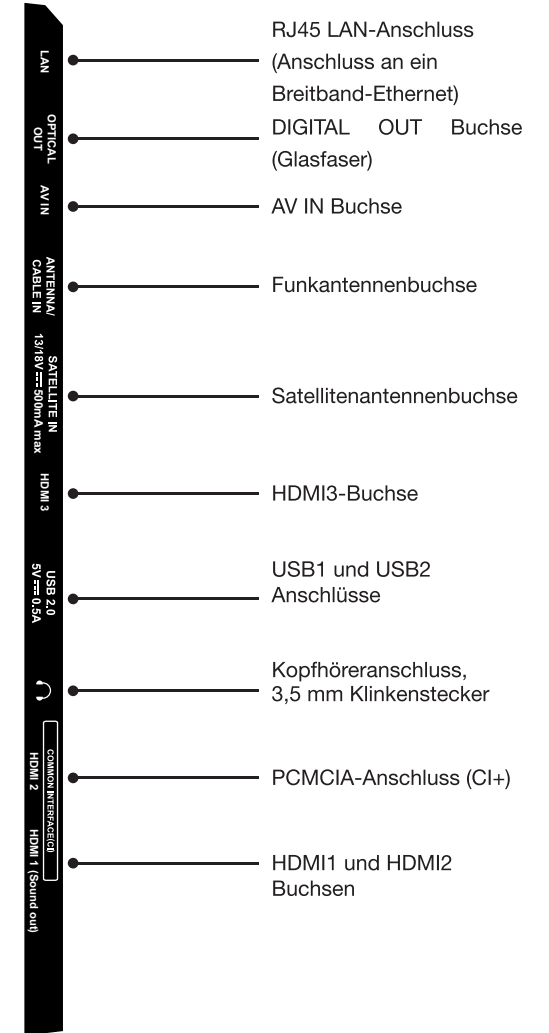 LAN
RJ45 LAN-Anschluss
(Anschluss an ein
Breitband-Ethernet)
OPTICAL
OUT
DIGITAL OUT Buchse
(Glasfaser)
AV IN
AV IN Buchse
ANTENNA/
CABLE IN
Funkantennenbuchse
SATELLITE IN
13/18V⎓500mA max
Satellitenantennenbuchse
HDMI 3
HDMI3-Buchse
USB 2.0
5V⎓0.5A
USB1 und USB2
Anschlüsse
Kopfhöreranschluss,
3,5 mm Klinkenstecker
COMMON INTERFACE(CI)
PCMCIA-Anschluss (CI+)
HDMI 2
HDMI 1 (Sound out)
HDMI1 und HDMI2
Buchsen